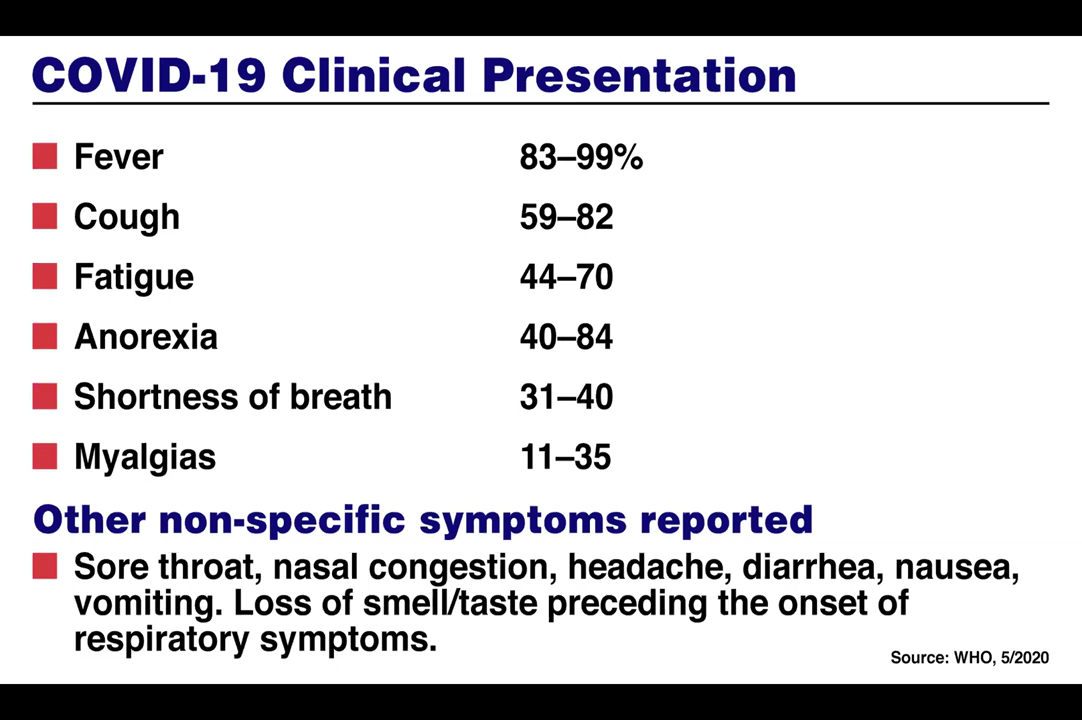 COVID-19 Clinical Presentation
Fever 83–99%
Cough 59–82
Fatigue 44–70
Anorexia 40–84
Shortness of breath 31–40
Myalgias 11–35
Other non-specific symptoms reported
Sore throat, nasal congestion, headache, diarrhea, nausea,
vomiting. Loss of smell/taste preceding the onset of
respiratory symptoms.
Source: WHO, 5/2020